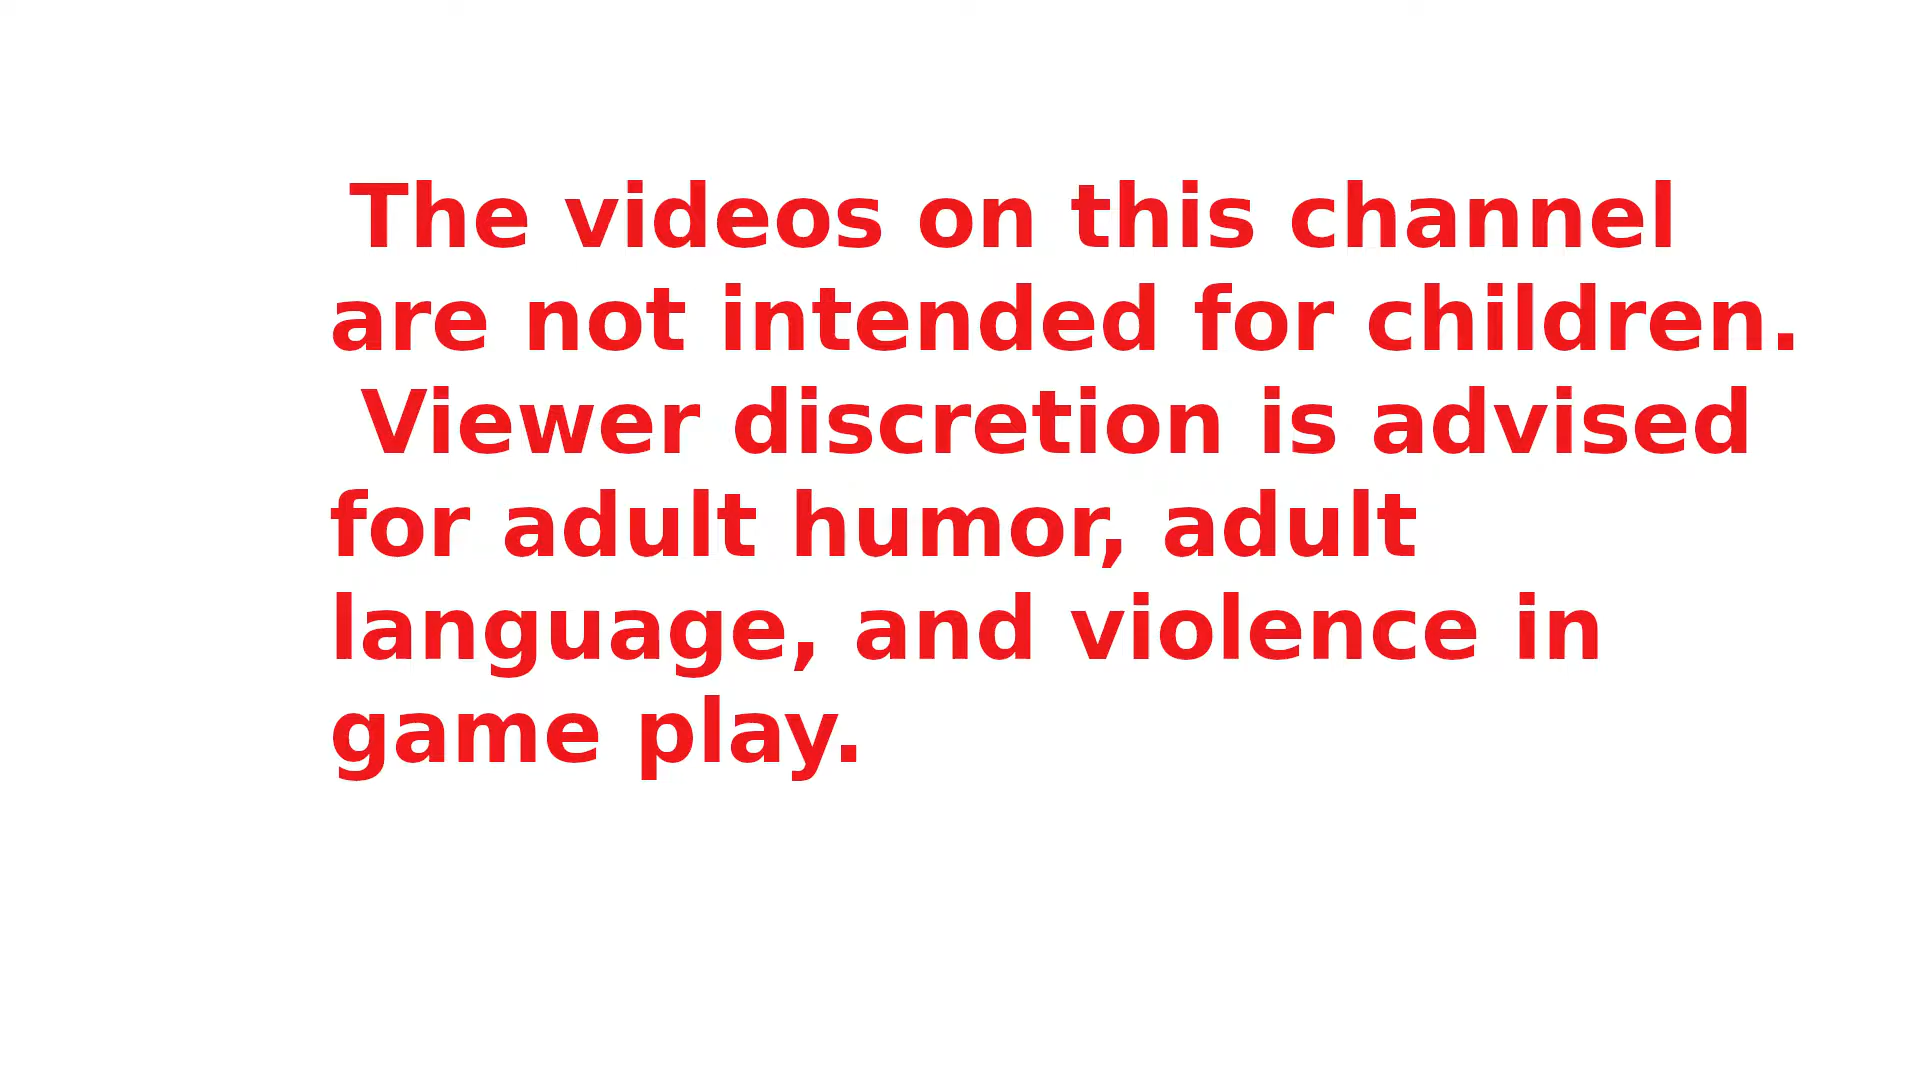 The videos on this channel
are not intended for children.
Viewer discretion is advised
for adult humor, adult
language, and violence in
game play.